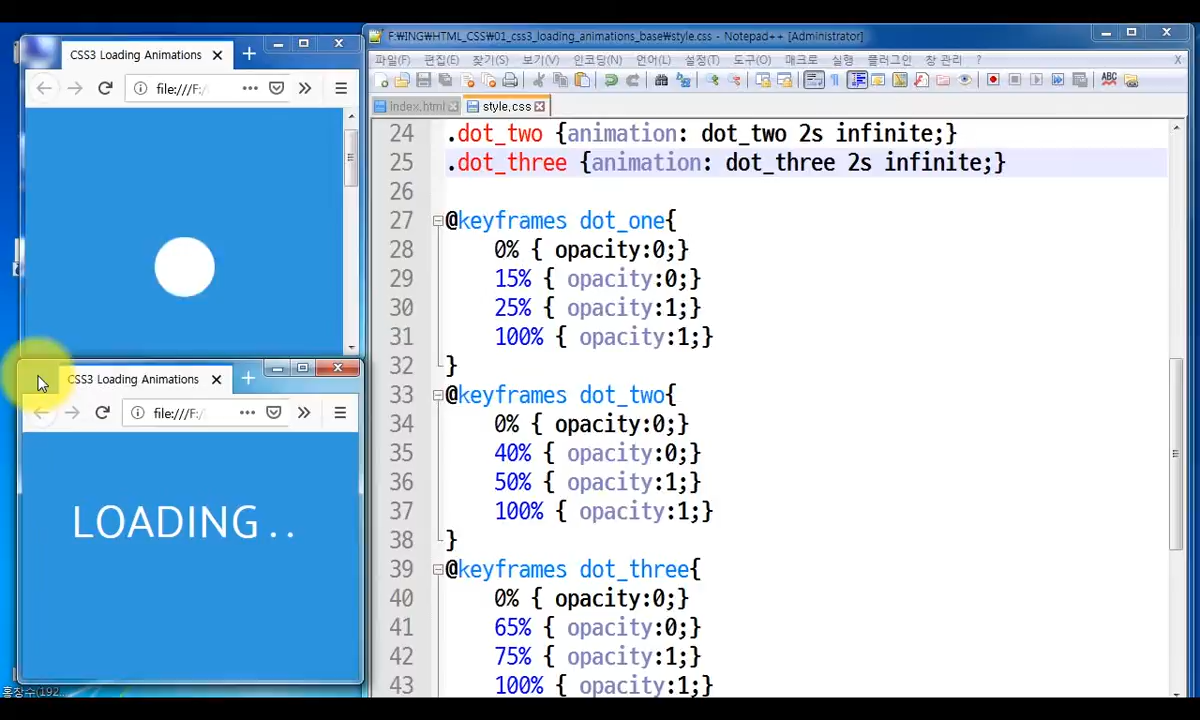 CSS3 Loading Animations
file:///F:/
CSS3 Loading Animations
file:///F:/
LOADING . .
홍장수(192...
F:₩ING₩HTML_CSS₩01_css3_loading_animations_base₩style.css - Notepad++ [Administrator]
파일(F) 편집(E) 찾기(S) 보기(V) 인코딩(N) 언어(L) 설정(T) 도구(O) 매크로 실행 플러그인 창 관리 ? X
index.html style.css
24 .dot_two {animation: dot_two 2s infinite;}
25 .dot_three {animation: dot_three 2s infinite;}
26
27 @keyframes dot_one{
28 0% { opacity:0;}
29 15% { opacity:0;}
30 25% { opacity:1;}
31 100% { opacity:1;}
32 }
33 @keyframes dot_two{
34 0% { opacity:0;}
35 40% { opacity:0;}
36 50% { opacity:1;}
37 100% { opacity:1;}
38 }
39 @keyframes dot_three{
40 0% { opacity:0;}
41 65% { opacity:0;}
42 75% { opacity:1;}
43 100% { opacity:1;}